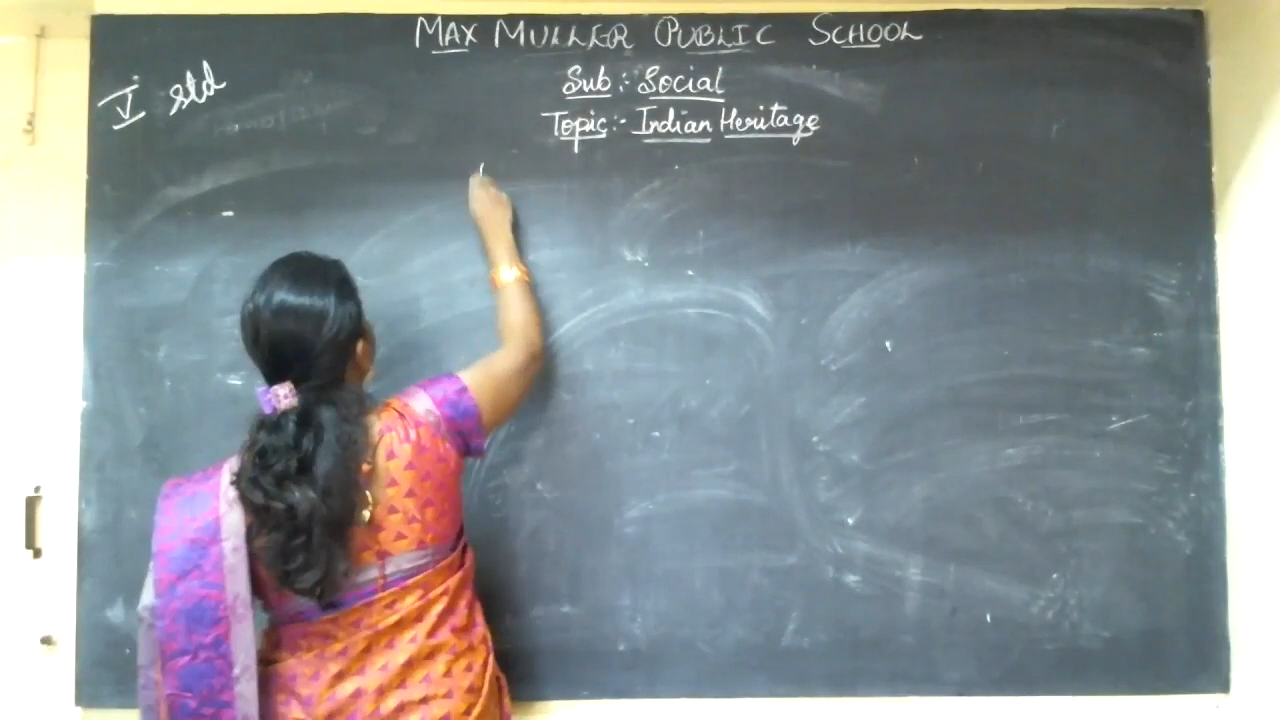 MAX MULLER PUBLIC SCHOOL
V std
Sub :- Social
Topic :- Indian Heritage